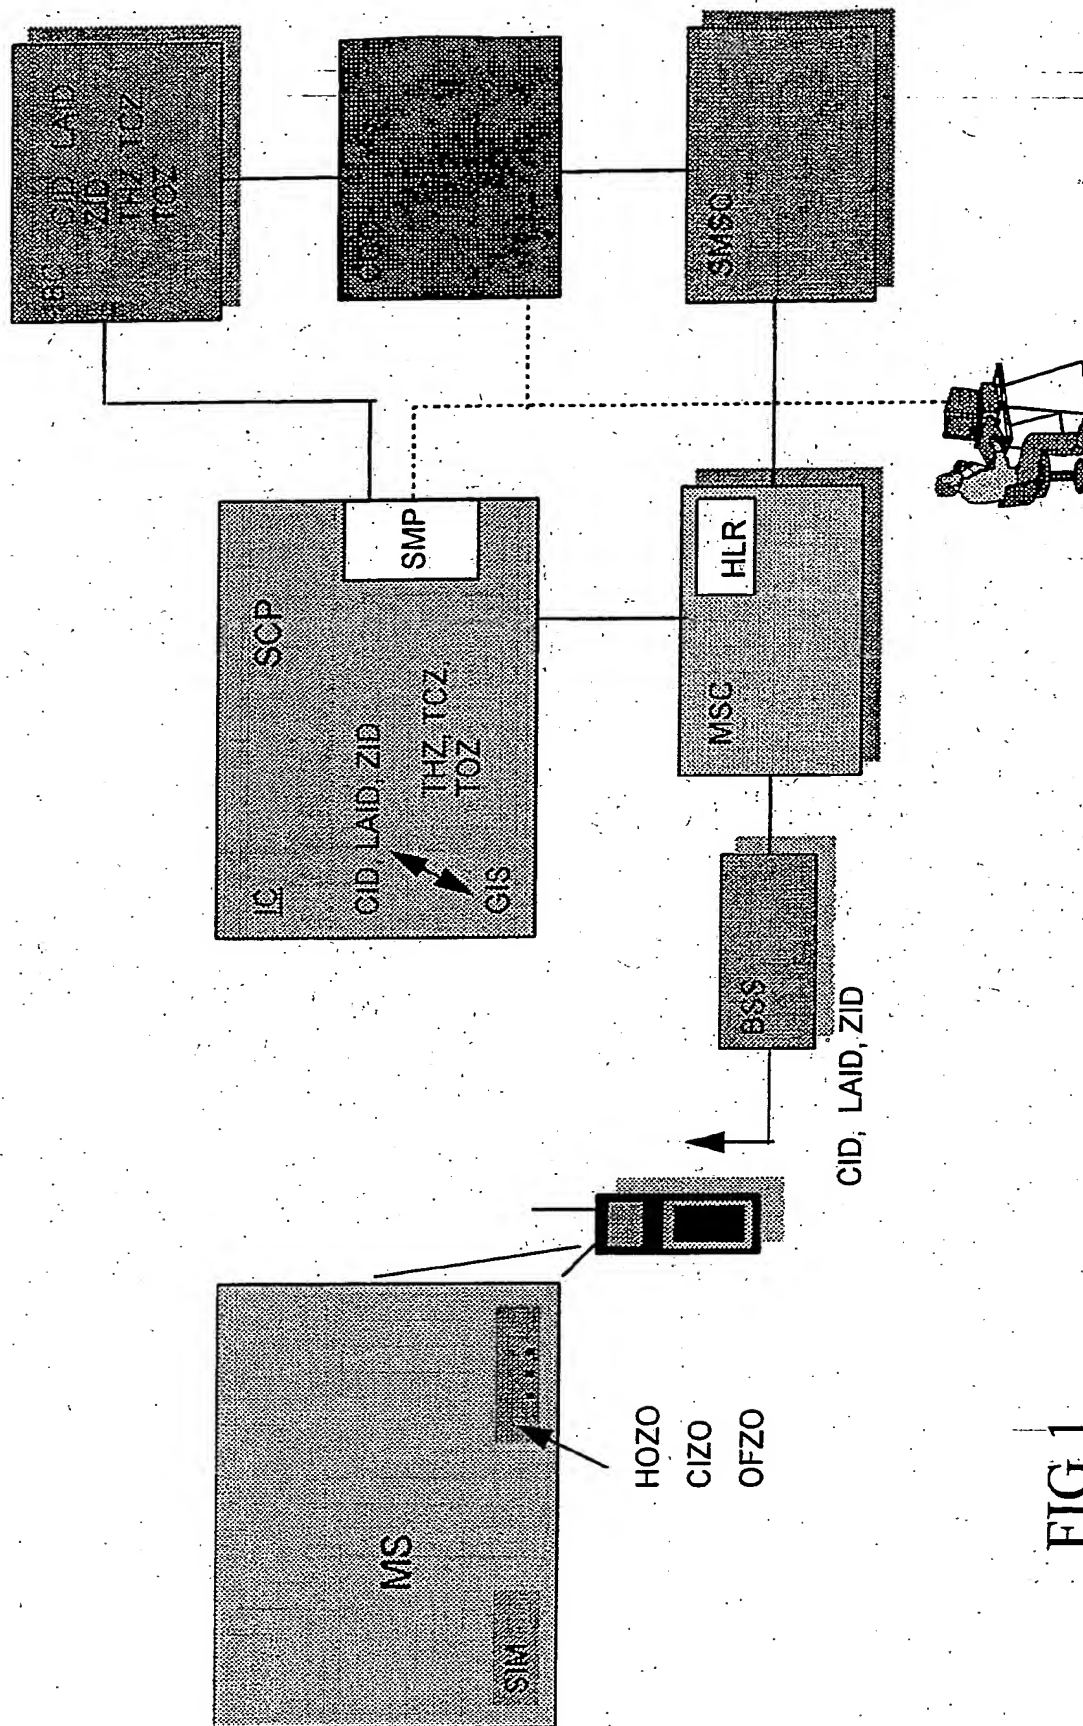 MS
SIM
HOZO
CIZO
OFZO
CID, LAID, ZID
BSS
IC
SCP
CID, LAID, ZID
THZ, TCZ,
TOZ
GIS
SMP
MSC
HLR
CID LAID
ZID
THZ TCZ
TOZ
SMSC
FIG 1